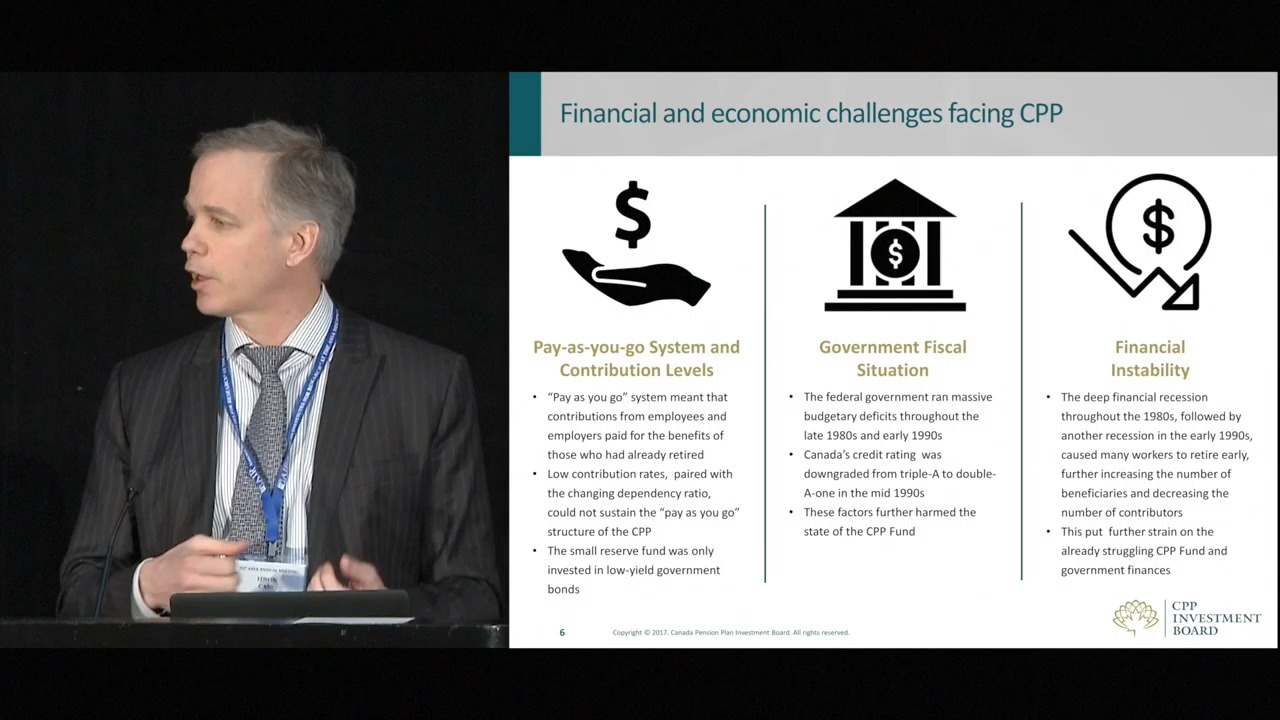 Financial and economic challenges facing CPP
$
$
$
Pay-as-you-go System and
Contribution Levels
• “Pay as you go” system meant that
contributions from employees and
employers paid for the benefits of
those who had already retired
• Low contribution rates, paired with
the changing dependency ratio,
could not sustain the “pay as you go”
structure of the CPP
• The small reserve fund was only
invested in low-yield government
bonds
Government Fiscal
Situation
• The federal government ran massive
budgetary deficits throughout the
late 1980s and early 1990s
• Canada’s credit rating was
downgraded from triple-A to double-
A-one in the mid 1990s
• These factors further harmed the
state of the CPP Fund
Financial
Instability
• The deep financial recession
throughout the 1980s, followed by
another recession in the early 1990s,
caused many workers to retire early,
further increasing the number of
beneficiaries and decreasing the
number of contributors
• This put further strain on the
already struggling CPP Fund and
government finances
6
Copyright © 2017. Canada Pension Plan Investment Board. All rights reserved.
CPP
INVESTMENT
BOARD